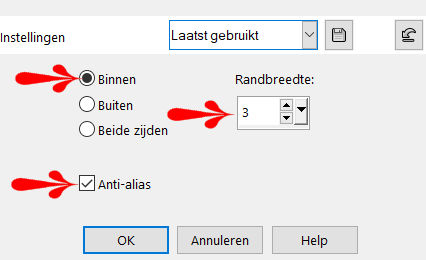 Instellingen
Laatst gebruikt
Binnen
Randbreedte:
Buiten
3
Beide zijden
Anti-alias
OK
Annuleren
Help